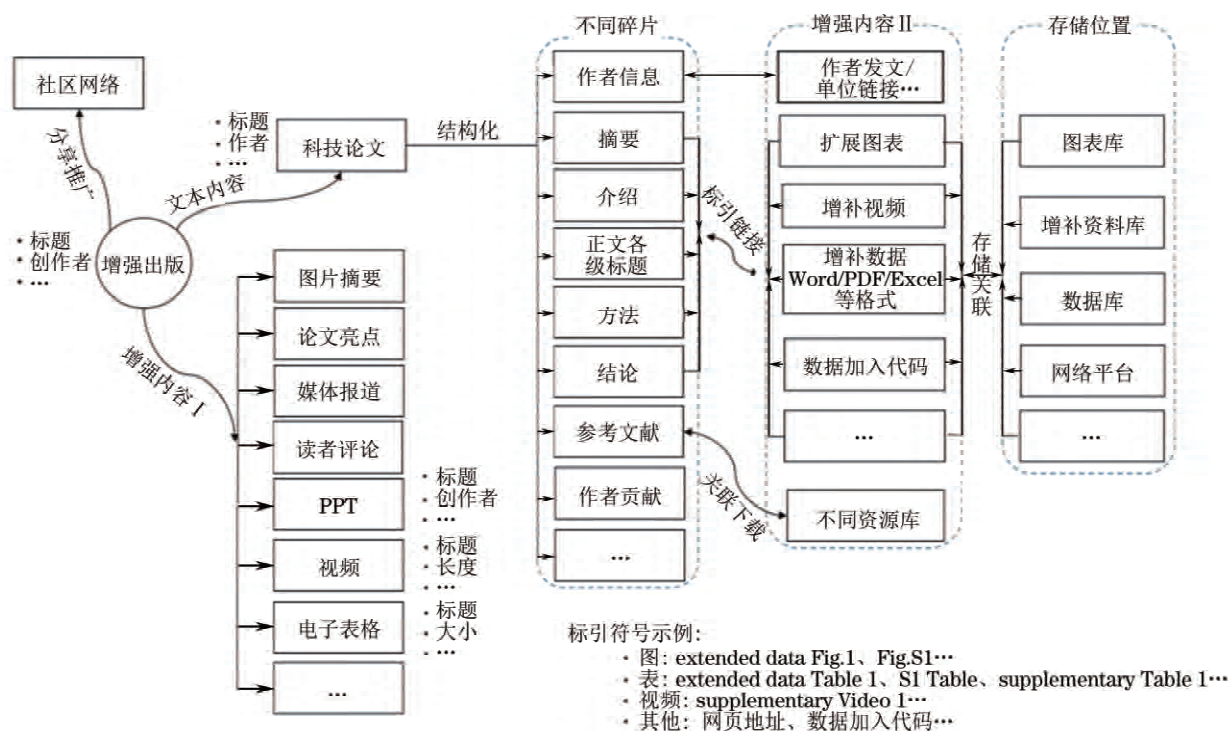 不同碎片
增强内容Ⅱ
存储位置
社区网络
分享推广
· 标题
· 作者
· …
科技论文
结构化
文本内容
· 标题
· 创作者
· …
增强出版
增强内容Ⅰ
图片摘要
论文亮点
媒体报道
读者评论
PPT
· 标题
· 创作者
· …
视频
· 标题
· 长度
· …
电子表格
· 标题
· 大小
· …
…
作者信息
摘要
介绍
正文各
级标题
方法
结论
参考文献
作者贡献
…
标引链接
关联下载
作者发文/
单位链接…
扩展图表
增补视频
增补数据
Word/PDF/Excel
等格式
数据加入代码
…
不同资源库
存储关联
图表库
增补资料库
数据库
网络平台
…
标引符号示例：
· 图: extended data Fig.1、Fig.S1…
· 表: extended data Table 1、S1 Table、supplementary Table 1…
· 视频: supplementary Video 1…
· 其他: 网页地址、数据加入代码…